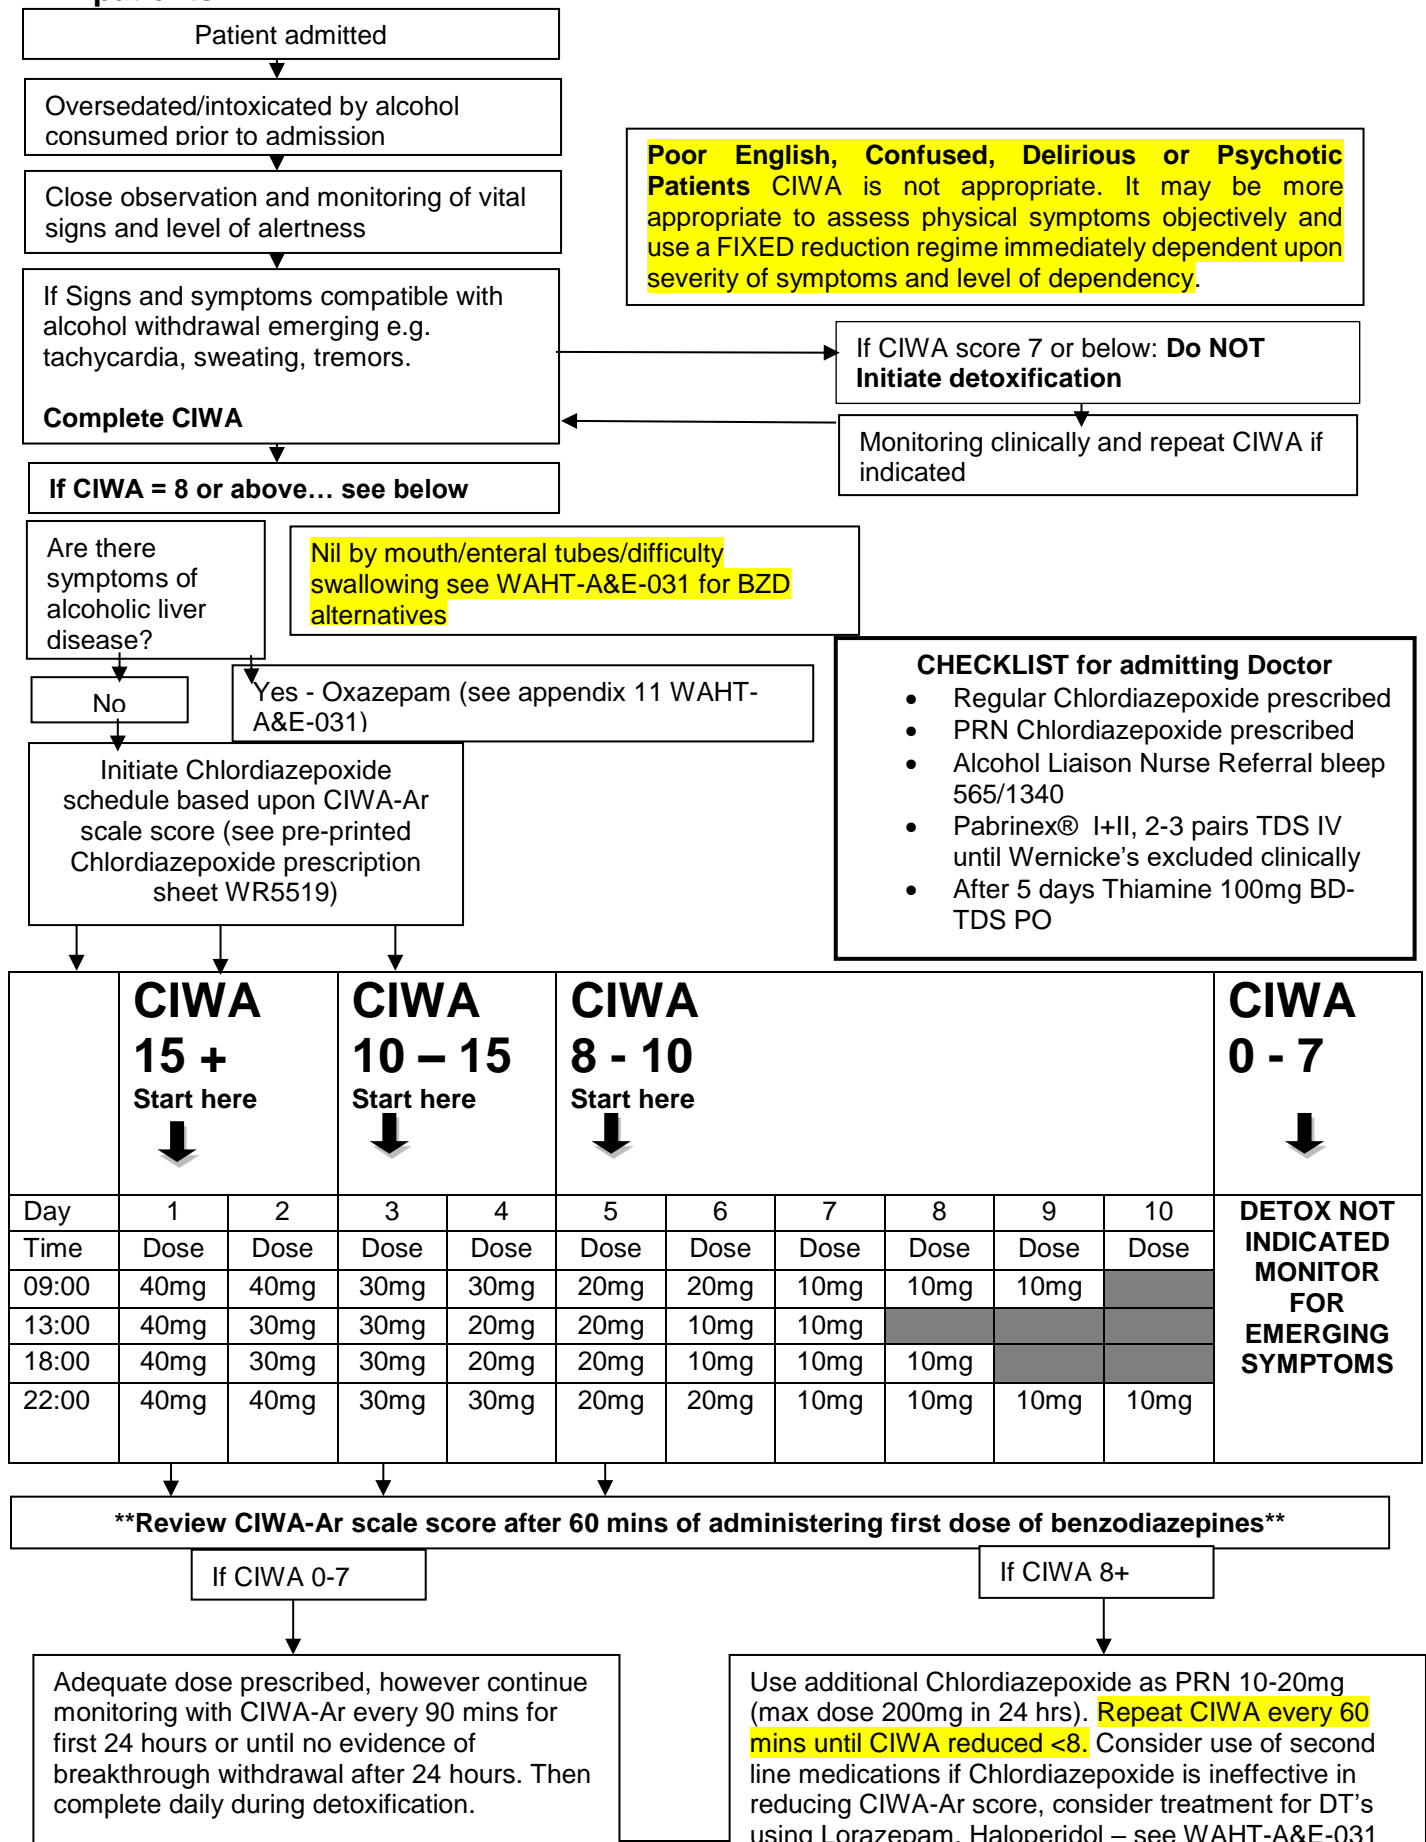 Patient admitted
Oversedated/intoxicated by alcohol
consumed prior to admission
Close observation and monitoring of vital
signs and level of alertness
Poor English, Confused, Delirious or Psychotic
Patients CIWA is not appropriate. It may be more
appropriate to assess physical symptoms objectively and
use a FIXED reduction regime immediately dependent upon
severity of symptoms and level of dependency.
If Signs and symptoms compatible with
alcohol withdrawal emerging e.g.
tachycardia, sweating, tremors.
Complete CIWA
If CIWA score 7 or below: Do NOT
Initiate detoxification
Monitoring clinically and repeat CIWA if
indicated
If CIWA = 8 or above… see below
Are there
symptoms of
alcoholic liver
disease?
Nil by mouth/enteral tubes/difficulty
swallowing see WAHT-A&E-031 for BZD
alternatives
No
Yes - Oxazepam (see appendix 11 WAHT-
A&E-031)
CHECKLIST for admitting Doctor
• Regular Chlordiazepoxide prescribed
• PRN Chlordiazepoxide prescribed
• Alcohol Liaison Nurse Referral bleep
565/1340
• Pabrinex® I+II, 2-3 pairs TDS IV
until Wernicke's excluded clinically
• After 5 days Thiamine 100mg BD-
TDS PO
Initiate Chlordiazepoxide
schedule based upon CIWA-Ar
scale score (see pre-printed
Chlordiazepoxide prescription
sheet WR5519)
CIWA CIWA CIWA CIWA
15 + 10 – 15 8 - 10 0 - 7
Start here Start here Start here
Day 1 2 3 4 5 6 7 8 9 10 DETOX NOT
Time Dose Dose Dose Dose Dose Dose Dose Dose Dose Dose INDICATED
MONITOR
09:00 40mg 40mg 30mg 30mg 20mg 20mg 10mg 10mg 10mg
FOR
13:00 40mg 30mg 30mg 20mg 20mg 10mg 10mg
EMERGING
18:00 40mg 30mg 30mg 20mg 20mg 10mg 10mg 10mg SYMPTOMS
22:00 40mg 40mg 30mg 30mg 20mg 20mg 10mg 10mg 10mg 10mg
**Review CIWA-Ar scale score after 60 mins of administering first dose of benzodiazepines**
If CIWA 0-7
If CIWA 8+
Adequate dose prescribed, however continue
monitoring with CIWA-Ar every 90 mins for
first 24 hours or until no evidence of
breakthrough withdrawal after 24 hours. Then
complete daily during detoxification.
Use additional Chlordiazepoxide as PRN 10-20mg
(max dose 200mg in 24 hrs). Repeat CIWA every 60
mins until CIWA reduced <8. Consider use of second
line medications if Chlordiazepoxide is ineffective in
reducing CIWA-Ar score, consider treatment for DT's
using Lorazepam, Haloperidol – see WAHT-A&E-031